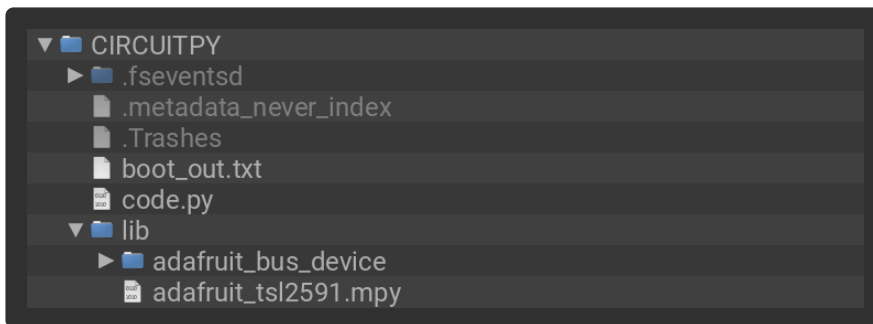 CIRCUITPY
.fseventsd
.metadata_never_index
.Trashes
boot_out.txt
code.py
lib
adafruit_bus_device
adafruit_tsl2591.mpy